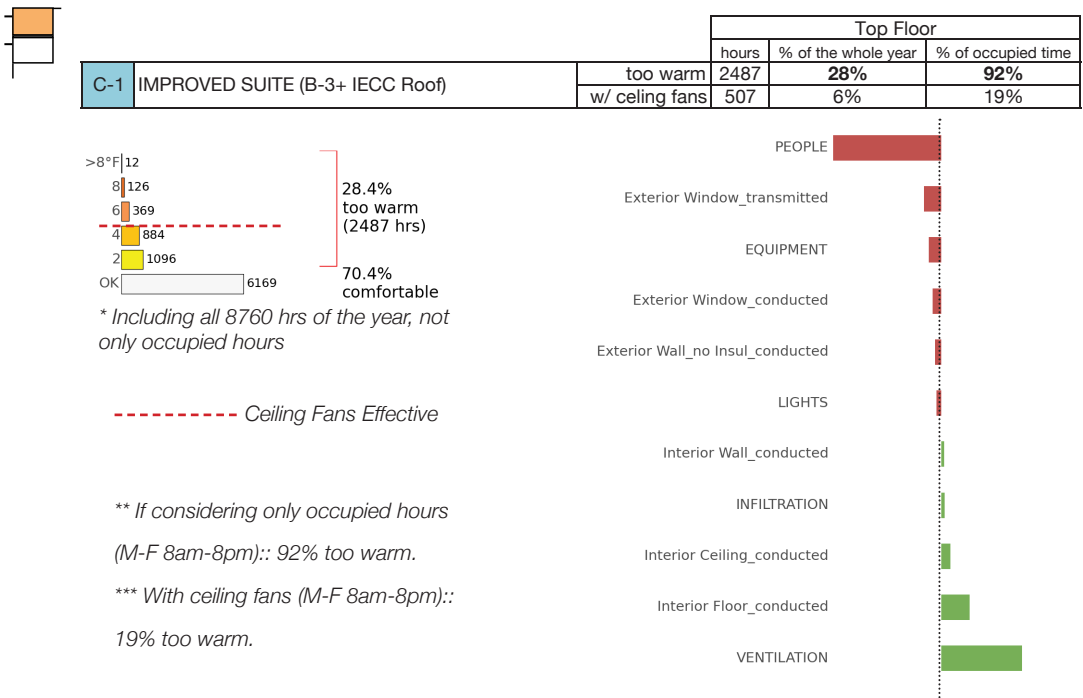 Top Floor
hours % of the whole year % of occupied time
C-1 IMPROVED SUITE (B-3+ IECC Roof) too warm 2487 28% 92%
w/ celing fans 507 6% 19%
>8°F 12
8 126
6 369
4 884
2 1096
OK 6169
28.4%
too warm
(2487 hrs)
70.4%
comfortable
* Including all 8760 hrs of the year, not
only occupied hours
Ceiling Fans Effective
** If considering only occupied hours
(M-F 8am-8pm):: 92% too warm.
*** With ceiling fans (M-F 8am-8pm)::
19% too warm.
PEOPLE
Exterior Window_transmitted
EQUIPMENT
Exterior Window_conducted
Exterior Wall_no Insul_conducted
LIGHTS
Interior Wall_conducted
INFILTRATION
Interior Ceiling_conducted
Interior Floor_conducted
VENTILATION